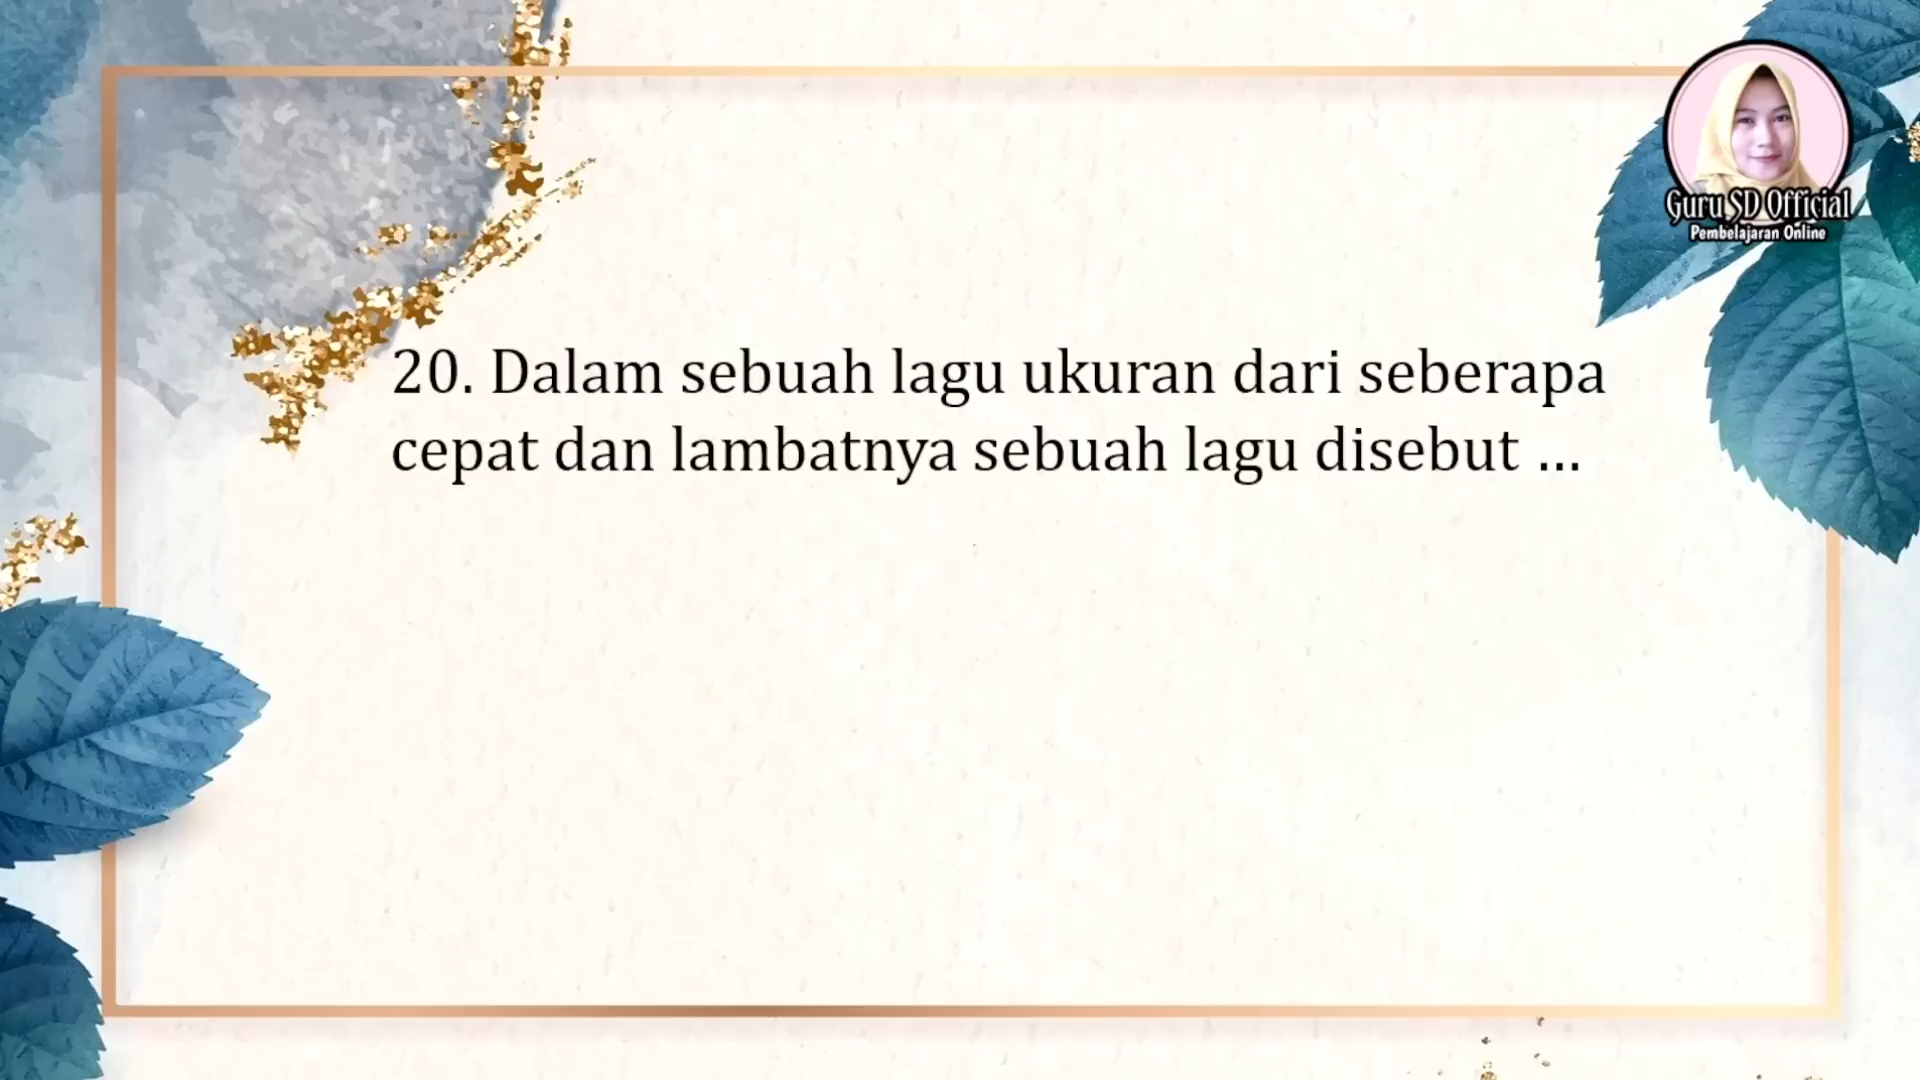 Guru SD Official
Pembelajaran Online
20. Dalam sebuah lagu ukuran dari seberapa
cepat dan lambatnya sebuah lagu disebut ...